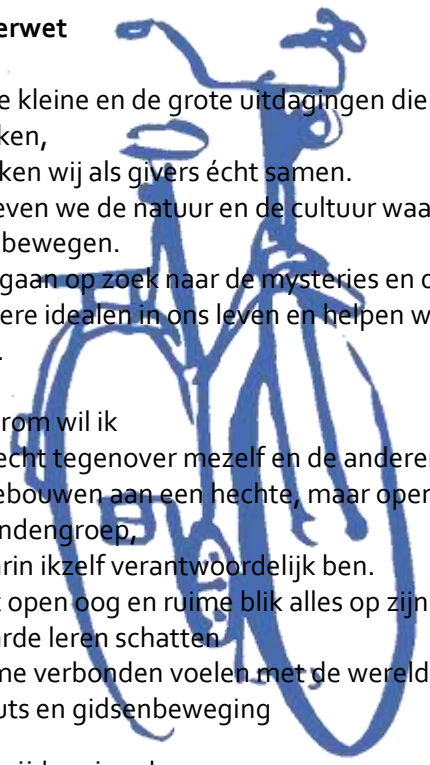 erwet
e kleine en de grote uitdagingen die
ken,
ken wij als givers écht samen.
even we de natuur en de cultuur waa
bewegen.
gaan op zoek naar de mysteries en d
ere idealen in ons leven en helpen w
.
rom wil ik
echt tegenover mezelf en de anderen
ebouwen aan een hechte, maar open
ndengroep,
rin ikzelf verantwoordelijk ben.
t open oog en ruime blik alles op zijn
rde leren schatten
me verbonden voelen met de wereld
uts en gidsenbeweging